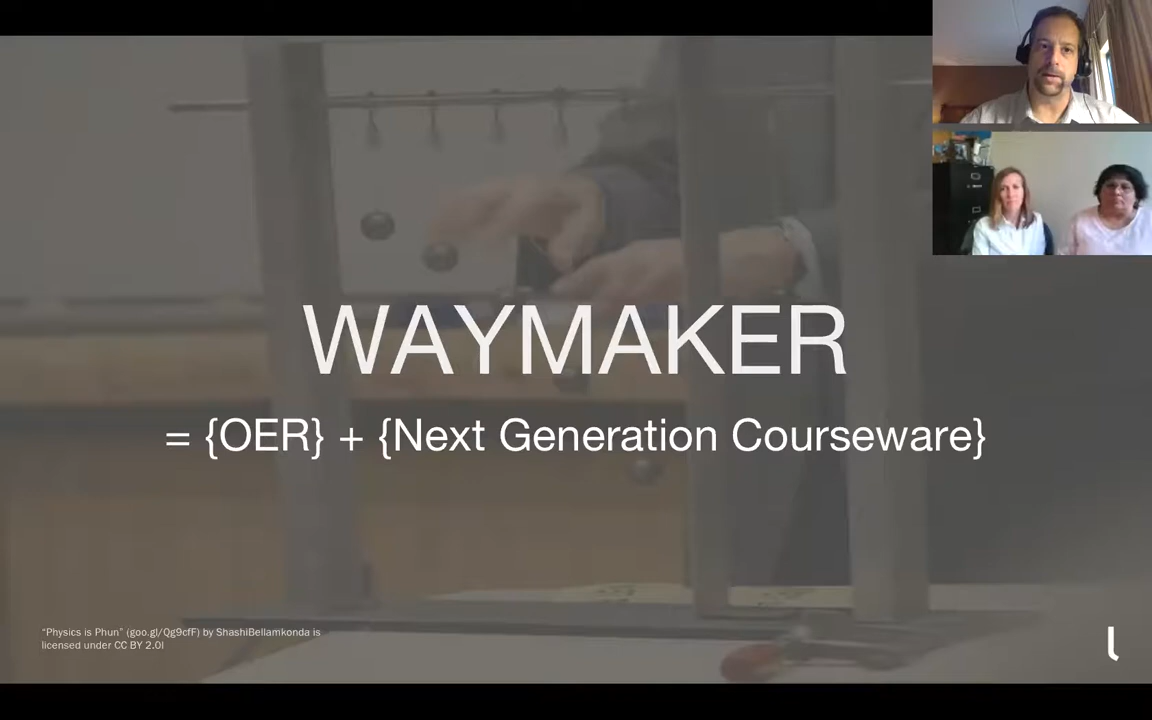 WAYMAKER
= {OER} + {Next Generation Courseware}
“Physics is Phun” (goo.gl/Qg9cfF) by ShashiBellamkonda is
licensed under CC BY 2.0l